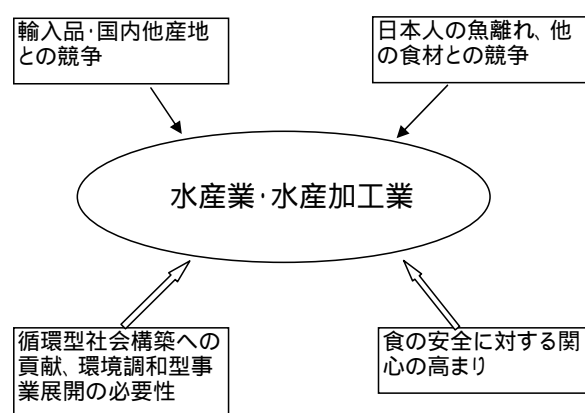 輸入品・国内他産地
との競争
日本人の魚離れ、他
の食材との競争
水産業・水産加工業
循環型社会構築への
貢献、環境調和型事
業展開の必要性
食の安全に対する関
心の高まり